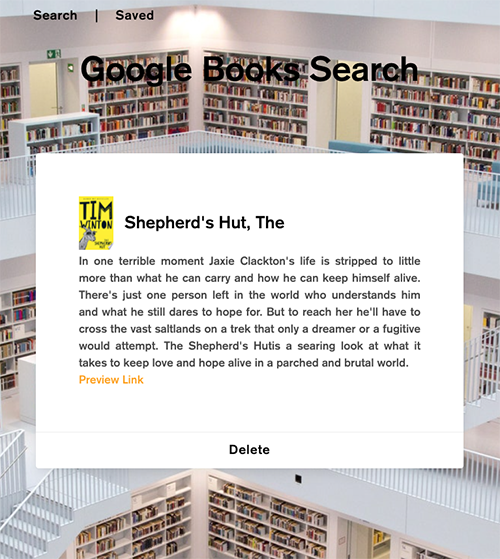 Search | Saved
Google Books Search
TIM
WINTON
Shepherd's Hut, The
In one terrible moment Jaxie Clackton's life is stripped to little
more than what he can carry and how he can keep himself alive.
There's just one person left in the world who understands him
and what he still dares to hope for. But to reach her he'll have to
cross the vast saltlands on a trek that only a dreamer or a fugitive
would attempt. The Shepherd's Hutis a searing look at what it
takes to keep love and hope alive in a parched and brutal world.
Preview Link
Delete